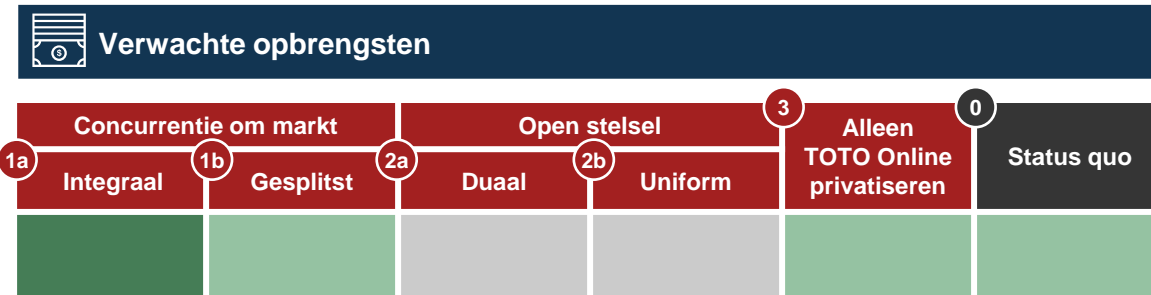 $
Verwachte opbrengsten
Concurrentie om markt
Open stelsel
3
Alleen
TOTO Online
privatiseren
0
Status quo
1a
Integraal
1b
Gesplitst
2a
Duaal
2b
Uniform